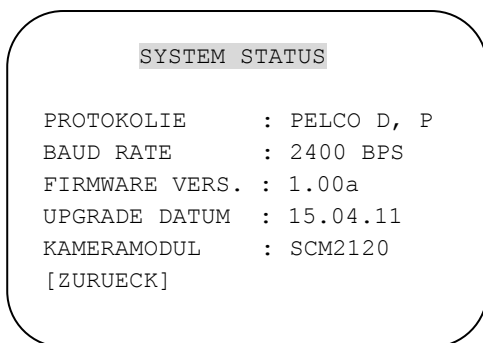 SYSTEM STATUS
PROTOKOLIE : PELCO D, P
BAUD RATE : 2400 BPS
FIRMWARE VERS. : 1.00a
UPGRADE DATUM : 15.04.11
KAMERAMODUL : SCM2120
[ZURUECK]